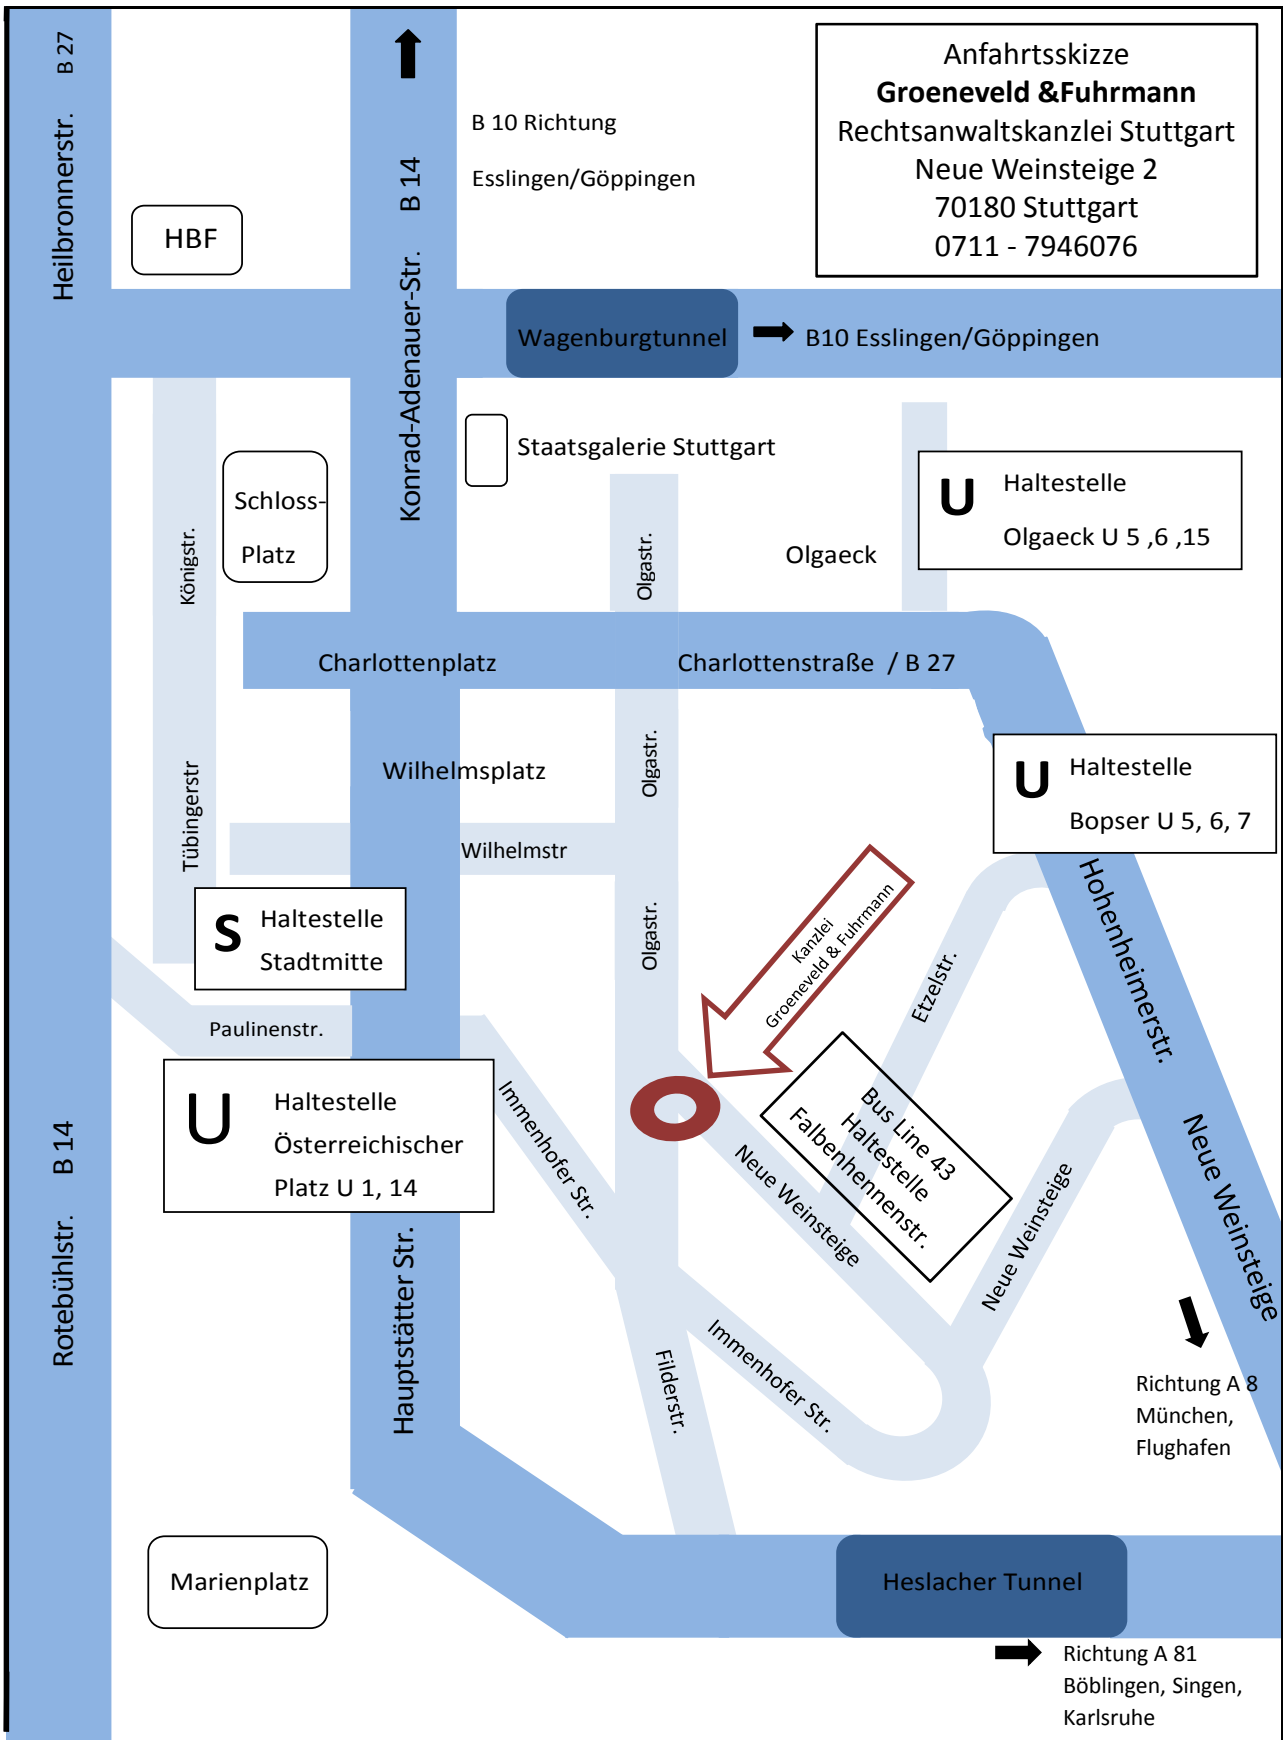 Anfahrtsskizze
Groeneveld &Fuhrmann
Rechtsanwaltskanzlei Stuttgart
Neue Weinsteige 2
70180 Stuttgart
0711 - 7946076
Heilbronnerstr. B 27
B 10 Richtung
Esslingen/Göppingen
Konrad-Adenauer-Str. B 14
HBF
Wagenburgtunnel
B10 Esslingen/Göppingen
Staatsgalerie Stuttgart
Schloss-
Platz
Königstr.
Olgastr.
Olgaeck
U Haltestelle
Olgaeck U 5 ,6 ,15
Charlottenplatz
Charlottenstraße / B 27
Wilhelmsplatz
Olgastr.
U Haltestelle
Bopser U 5, 6, 7
Tübingerstr
Wilhelmstr
S Haltestelle
Stadtmitte
Olgastr.
Kanzlei
Groeneveld & Fuhrmann
Etzelstr.
Hohenheimerstr.
Paulinenstr.
U Haltestelle
Österreichischer
Platz U 1, 14
Immenhofer Str.
Bus Line 43
Haltestelle
Falbenhennenstr.
Neue Weinsteige
Neue Weinsteige
Neue Weinsteige
Rotebühlstr. B 14
Hauptstätter Str.
Filderstr.
Immenhofer Str.
Richtung A 8
München,
Flughafen
Marienplatz
Heslacher Tunnel
Richtung A 81
Böblingen, Singen,
Karlsruhe